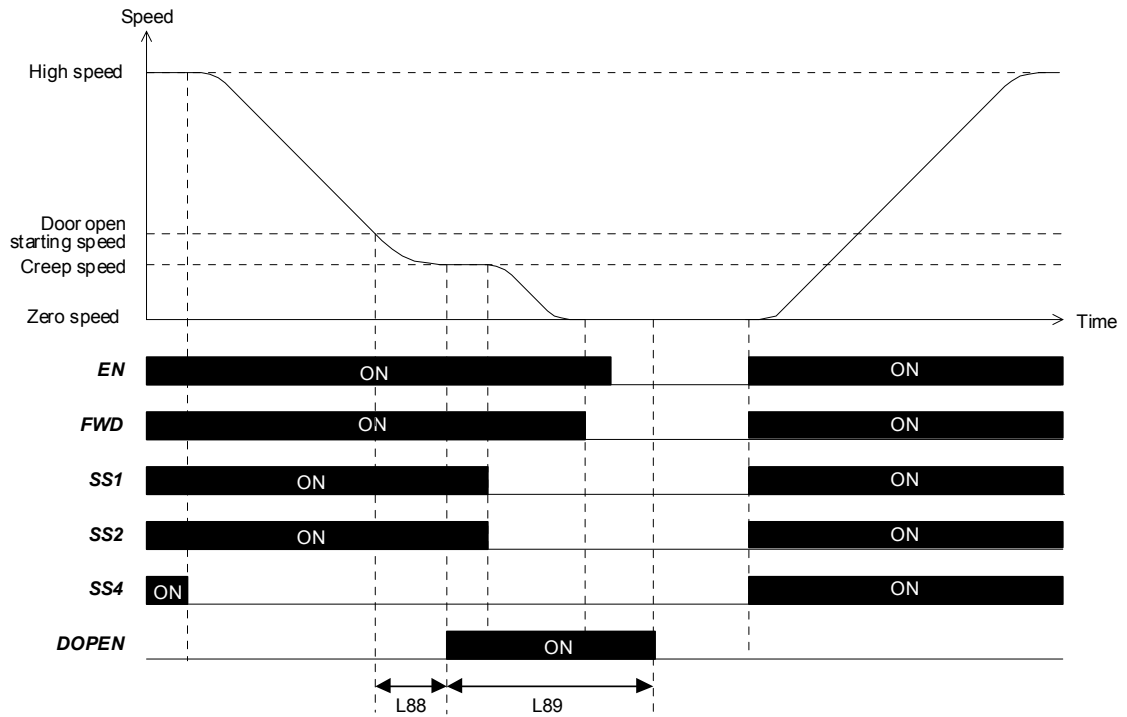 Speed
High speed
Door open
starting speed
Creep speed
Zero speed
Time
EN
ON
ON
FWD
ON
ON
SS1
ON
ON
SS2
ON
ON
SS4
ON
ON
DOPEN
ON
L88
L89